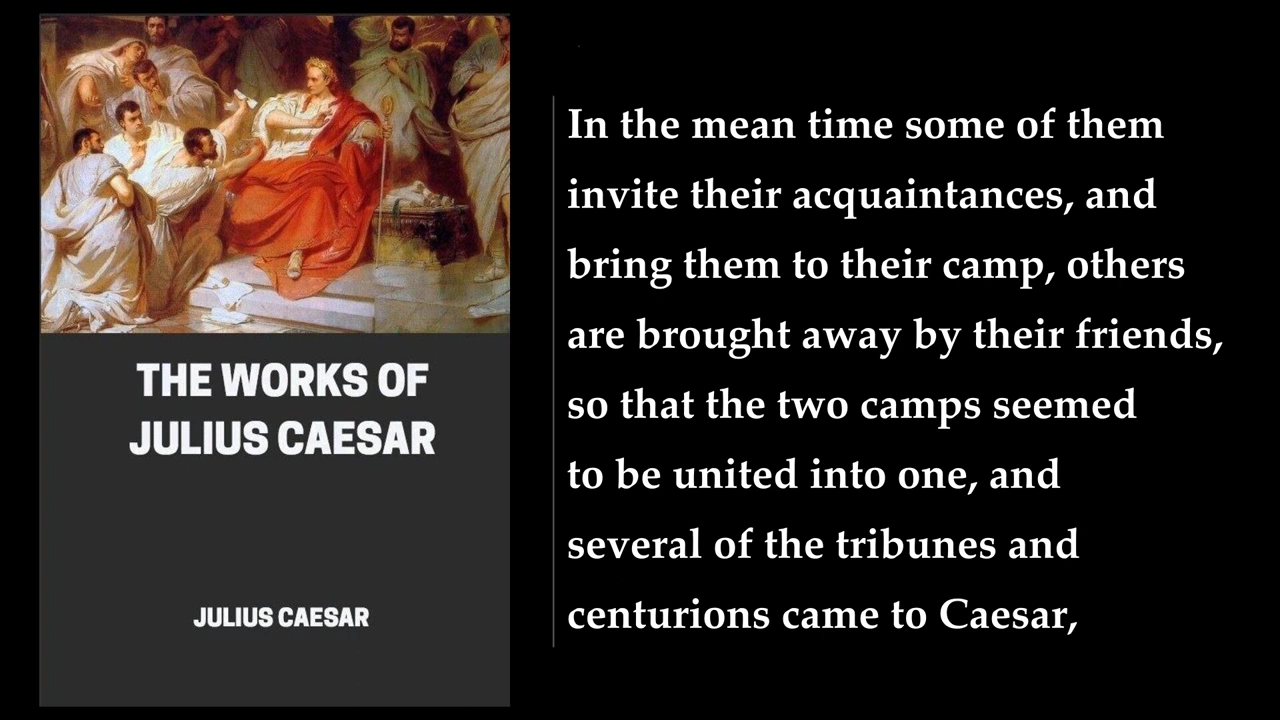 THE WORKS OF
JULIUS CAESAR
JULIUS CAESAR
In the mean time some of them
invite their acquaintances, and
bring them to their camp, others
are brought away by their friends,
so that the two camps seemed
to be united into one, and
several of the tribunes and
centurions came to Caesar,